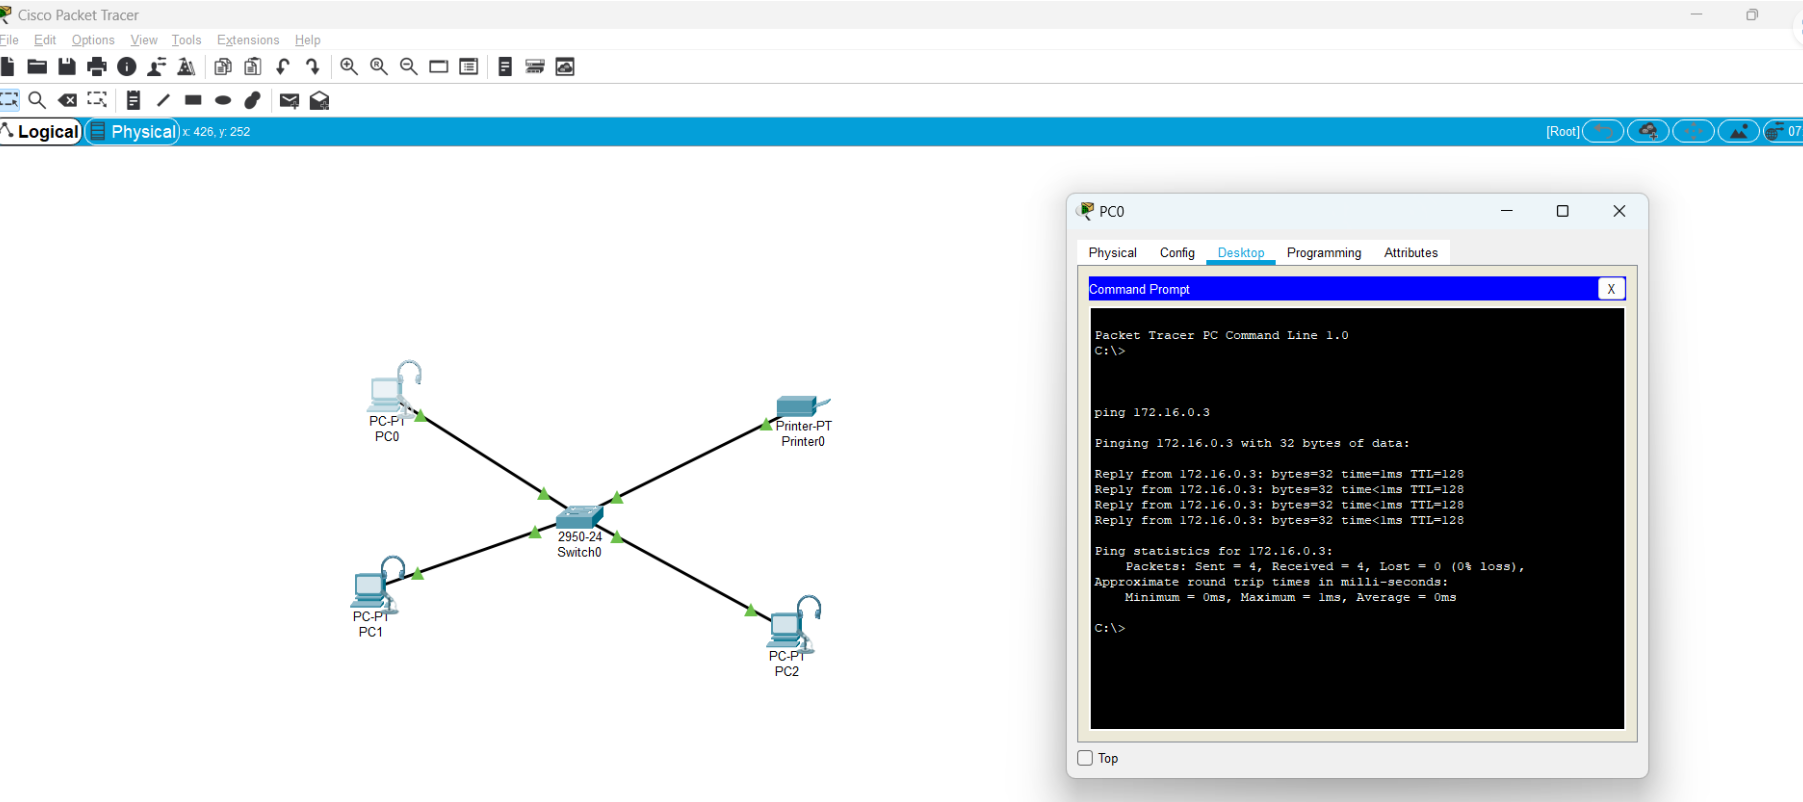 Cisco Packet Tracer
File Edit Options View Tools Extensions Help
Logical Physical x: 426, y: 252 [Root] 07
PC0
Physical Config Desktop Programming Attributes
Command Prompt X
Packet Tracer PC Command Line 1.0
C:\>
ping 172.16.0.3
Pinging 172.16.0.3 with 32 bytes of data:
Reply from 172.16.0.3: bytes=32 time=1ms TTL=128
Reply from 172.16.0.3: bytes=32 time<1ms TTL=128
Reply from 172.16.0.3: bytes=32 time<1ms TTL=128
Reply from 172.16.0.3: bytes=32 time<1ms TTL=128
Ping statistics for 172.16.0.3:
Packets: Sent = 4, Received = 4, Lost = 0 (0% loss),
Approximate round trip times in milli-seconds:
Minimum = 0ms, Maximum = 1ms, Average = 0ms
C:\>
Top
PC-PT
PC0
Printer-PT
Printer0
2950-24
Switch0
PC-PT
PC1
PC-PT
PC2